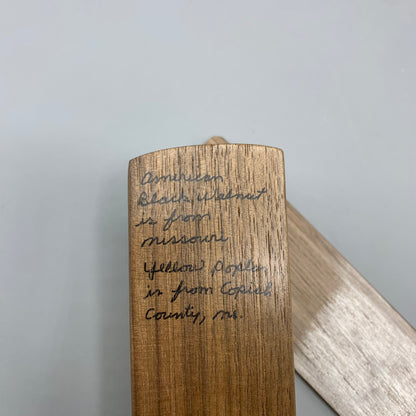 American
Black Walnut
is from
Missouri
Yellow Poplar
is from Copiah
County, ms.